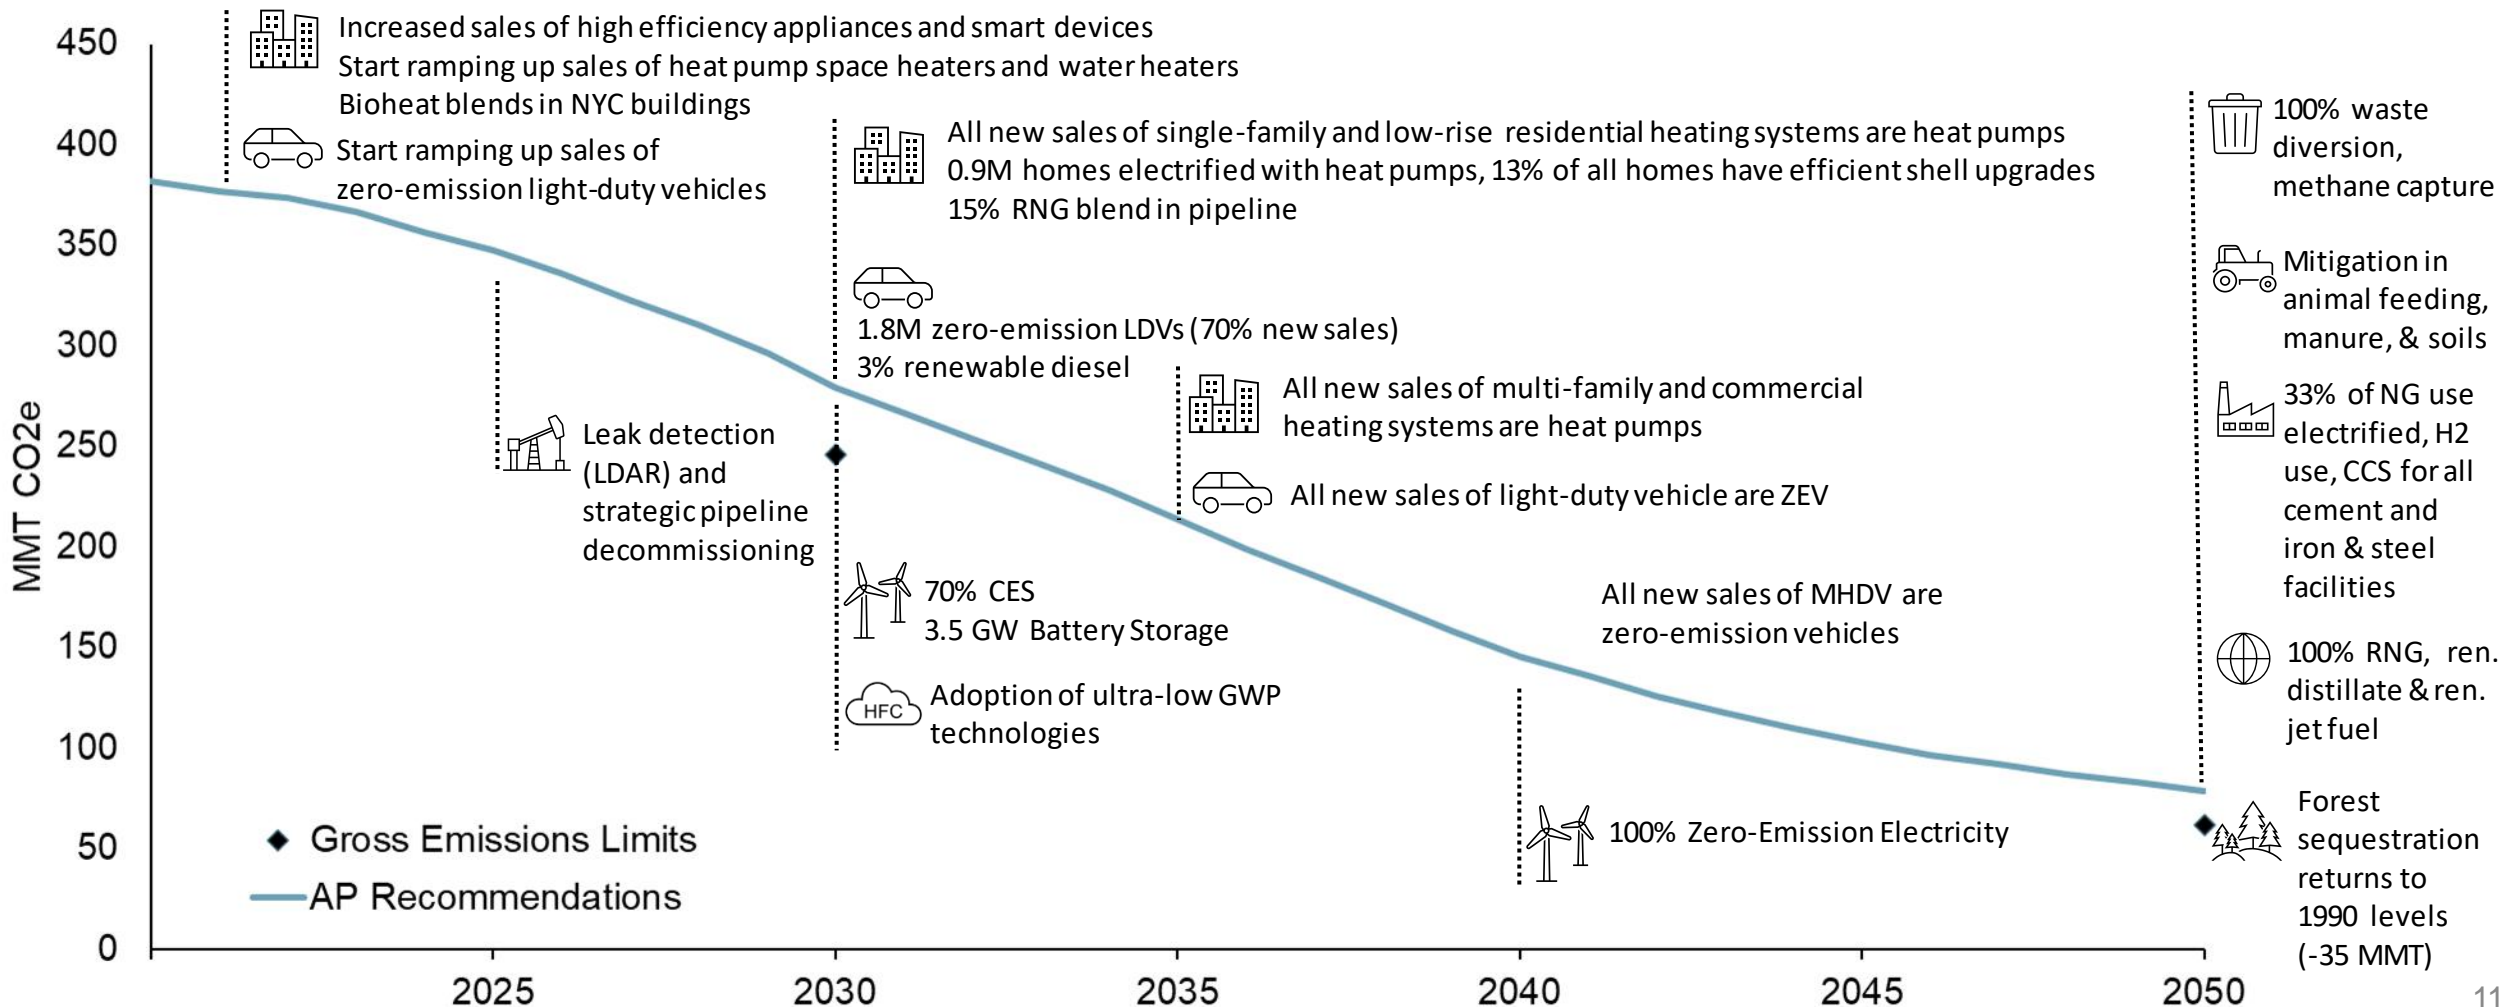 MMT CO2e
450
400
350
300
250
200
150
100
50
0
Increased sales of high efficiency appliances and smart devices
Start ramping up sales of heat pump space heaters and water heaters
Bioheat blends in NYC buildings
Start ramping up sales of
zero-emission light-duty vehicles
Leak detection
(LDAR) and
strategic pipeline
decommissioning
All new sales of single-family and low-rise residential heating systems are heat pumps
0.9M homes electrified with heat pumps, 13% of all homes have efficient shell upgrades
15% RNG blend in pipeline
1.8M zero-emission LDVs (70% new sales)
3% renewable diesel
70% CES
3.5 GW Battery Storage
HFC
Adoption of ultra-low GWP
technologies
All new sales of multi-family and commercial
heating systems are heat pumps
All new sales of light-duty vehicle are ZEV
All new sales of MHDV are
zero-emission vehicles
100% Zero-Emission Electricity
100% waste
diversion,
methane capture
Mitigation in
animal feeding,
manure, & soils
33% of NG use
electrified, H2
use, CCS for all
cement and
iron & steel
facilities
100% RNG, ren.
distillate & ren.
jet fuel
Forest
sequestration
returns to
1990 levels
(-35 MMT)
Gross Emissions Limits
AP Recommendations
2025
2030
2035
2040
2045
2050
11